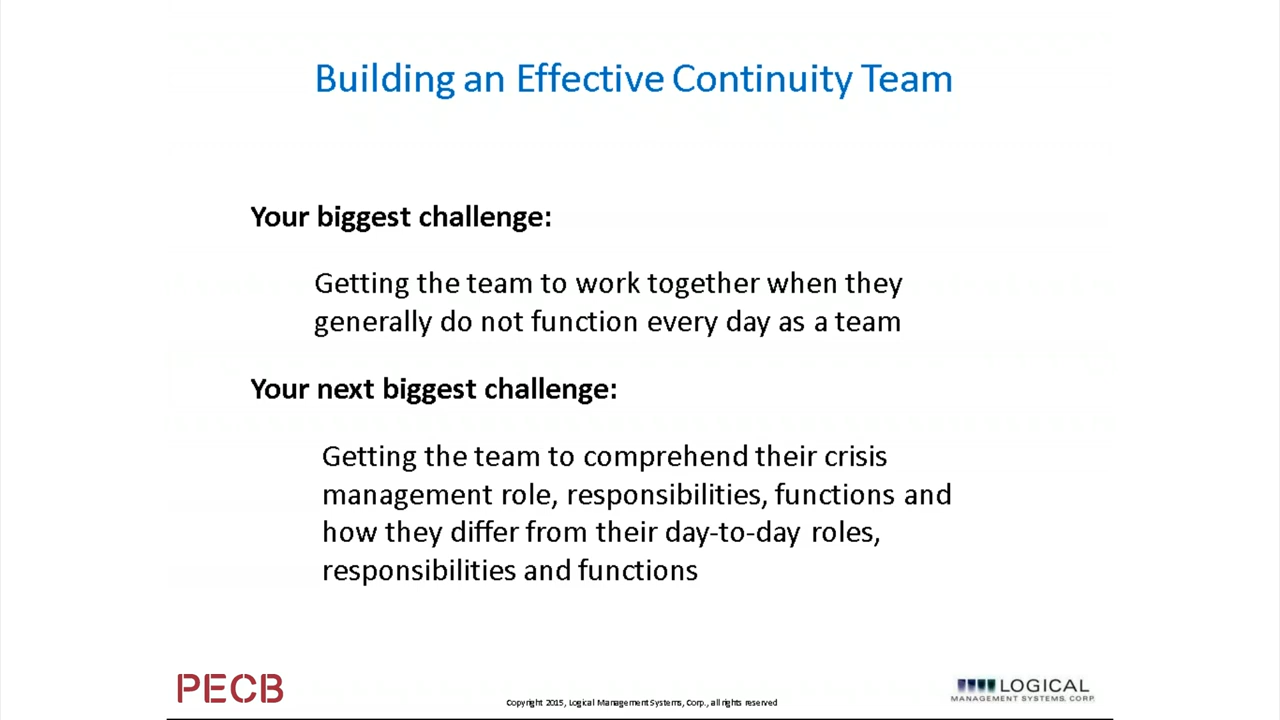 Building an Effective Continuity Team
Your biggest challenge:
Getting the team to work together when they
generally do not function every day as a team
Your next biggest challenge:
Getting the team to comprehend their crisis
management role, responsibilities, functions and
how they differ from their day-to-day roles,
responsibilities and functions
PECB
Copyright 2015, Logical Management Systems, Corp., all rights reserved
LOGICAL
MANAGEMENT SYSTEMS, CORP.